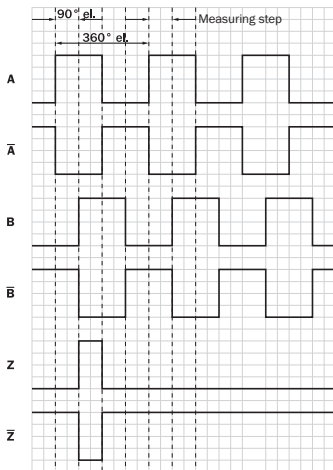 90° el.
Measuring step
360° el.
A
A̅
B
B̅
Z
Z̅